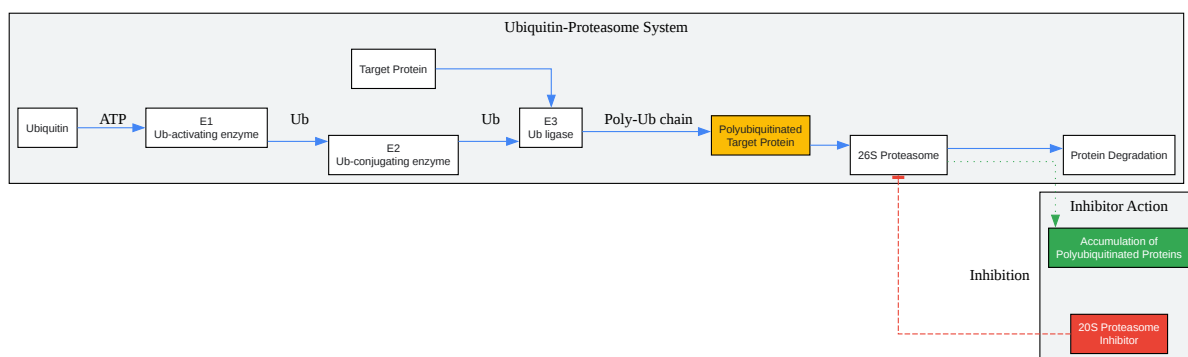 Ubiquitin-Proteasome System
Target Protein
Ubiquitin
ATP
E1
Ub-activating enzyme
Ub
E2
Ub-conjugating enzyme
Ub
E3
Ub ligase
Poly-Ub chain
Polyubiquitinated
Target Protein
26S Proteasome
Protein Degradation
Inhibitor Action
Accumulation of
Polyubiquitinated Proteins
Inhibition
20S Proteasome
Inhibitor